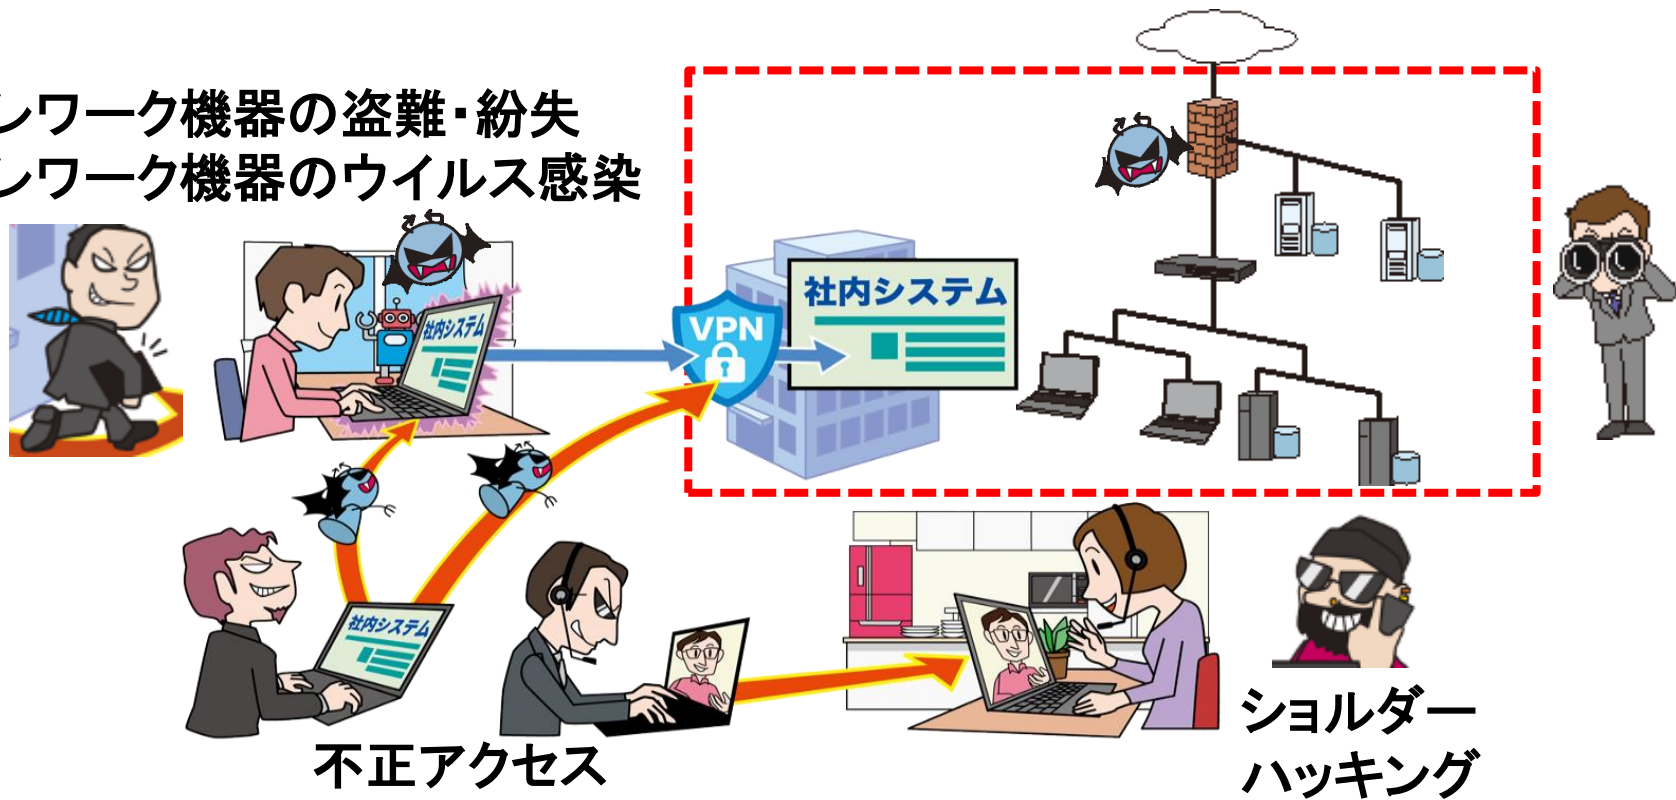 レワーク機器の盗難・紛失
レワーク機器のウイルス感染
社内システム
社内システム
VPN
社内システム
不正アクセス
ショルダー
ハッキング